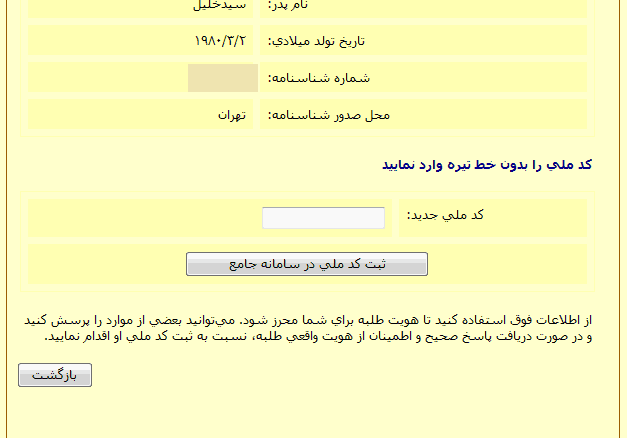 نام پدر: سیدخلیل
تاريخ تولد ميلادي: ۱۹۸۰/۳/۲
شماره شناسنامه:
محل صدور شناسنامه: تهران
کد ملي را بدون خط تيره وارد نماييد
کد ملي جديد:
ثبت کد ملي در سامانه جامع
از اطلاعات فوق استفاده کنيد تا هويت طلبه براي شما محرز شود. مي‌توانيد بعضي از موارد را پرسش کنيد
و در صورت دريافت پاسخ صحيح و اطمينان از هويت واقعي طلبه، نسبت به ثبت کد ملي او اقدام نماييد.
بازگشت